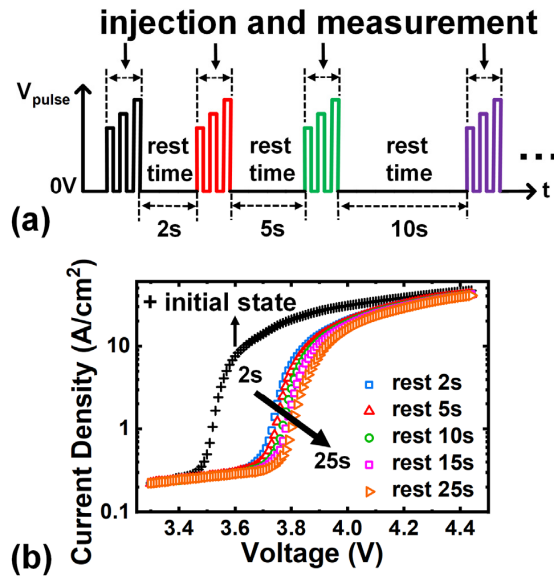 injection and measurement
Vpulse
0V
rest time
rest time
rest time
...
t
2s
5s
10s
(a)
Current Density (A/cm²)
10
1
0.1
+ initial state
2s
25s
rest 2s
rest 5s
rest 10s
rest 15s
rest 25s
3.4 3.6 3.8 4.0 4.2 4.4
Voltage (V)
(b)